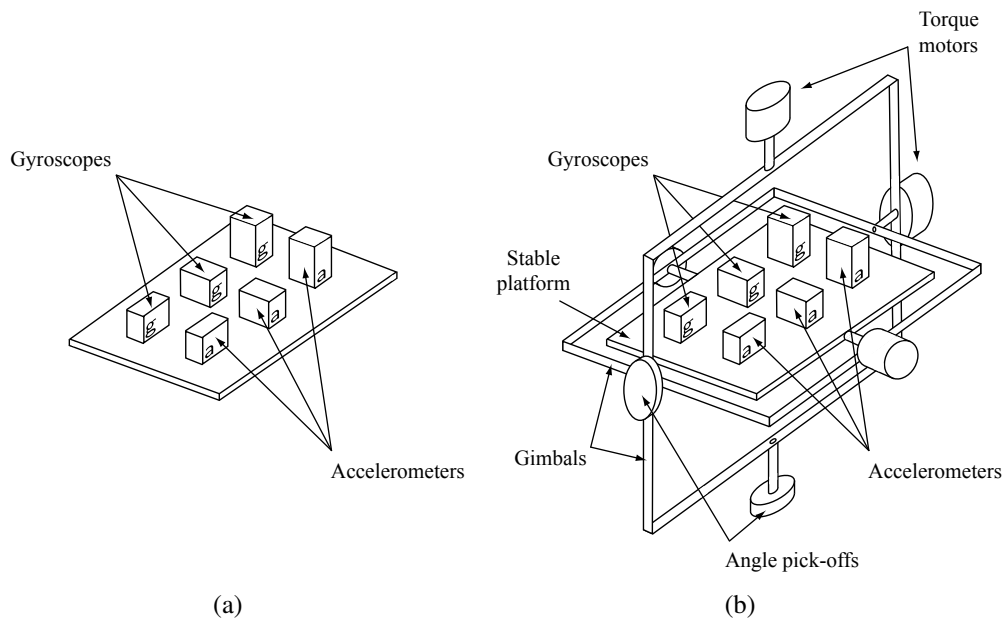 Gyroscopes
g
g
g
a
a
a
Accelerometers
(a)
Torque
motors
Gyroscopes
Stable
platform
g
g
g
a
a
a
Gimbals
Accelerometers
Angle pick-offs
(b)